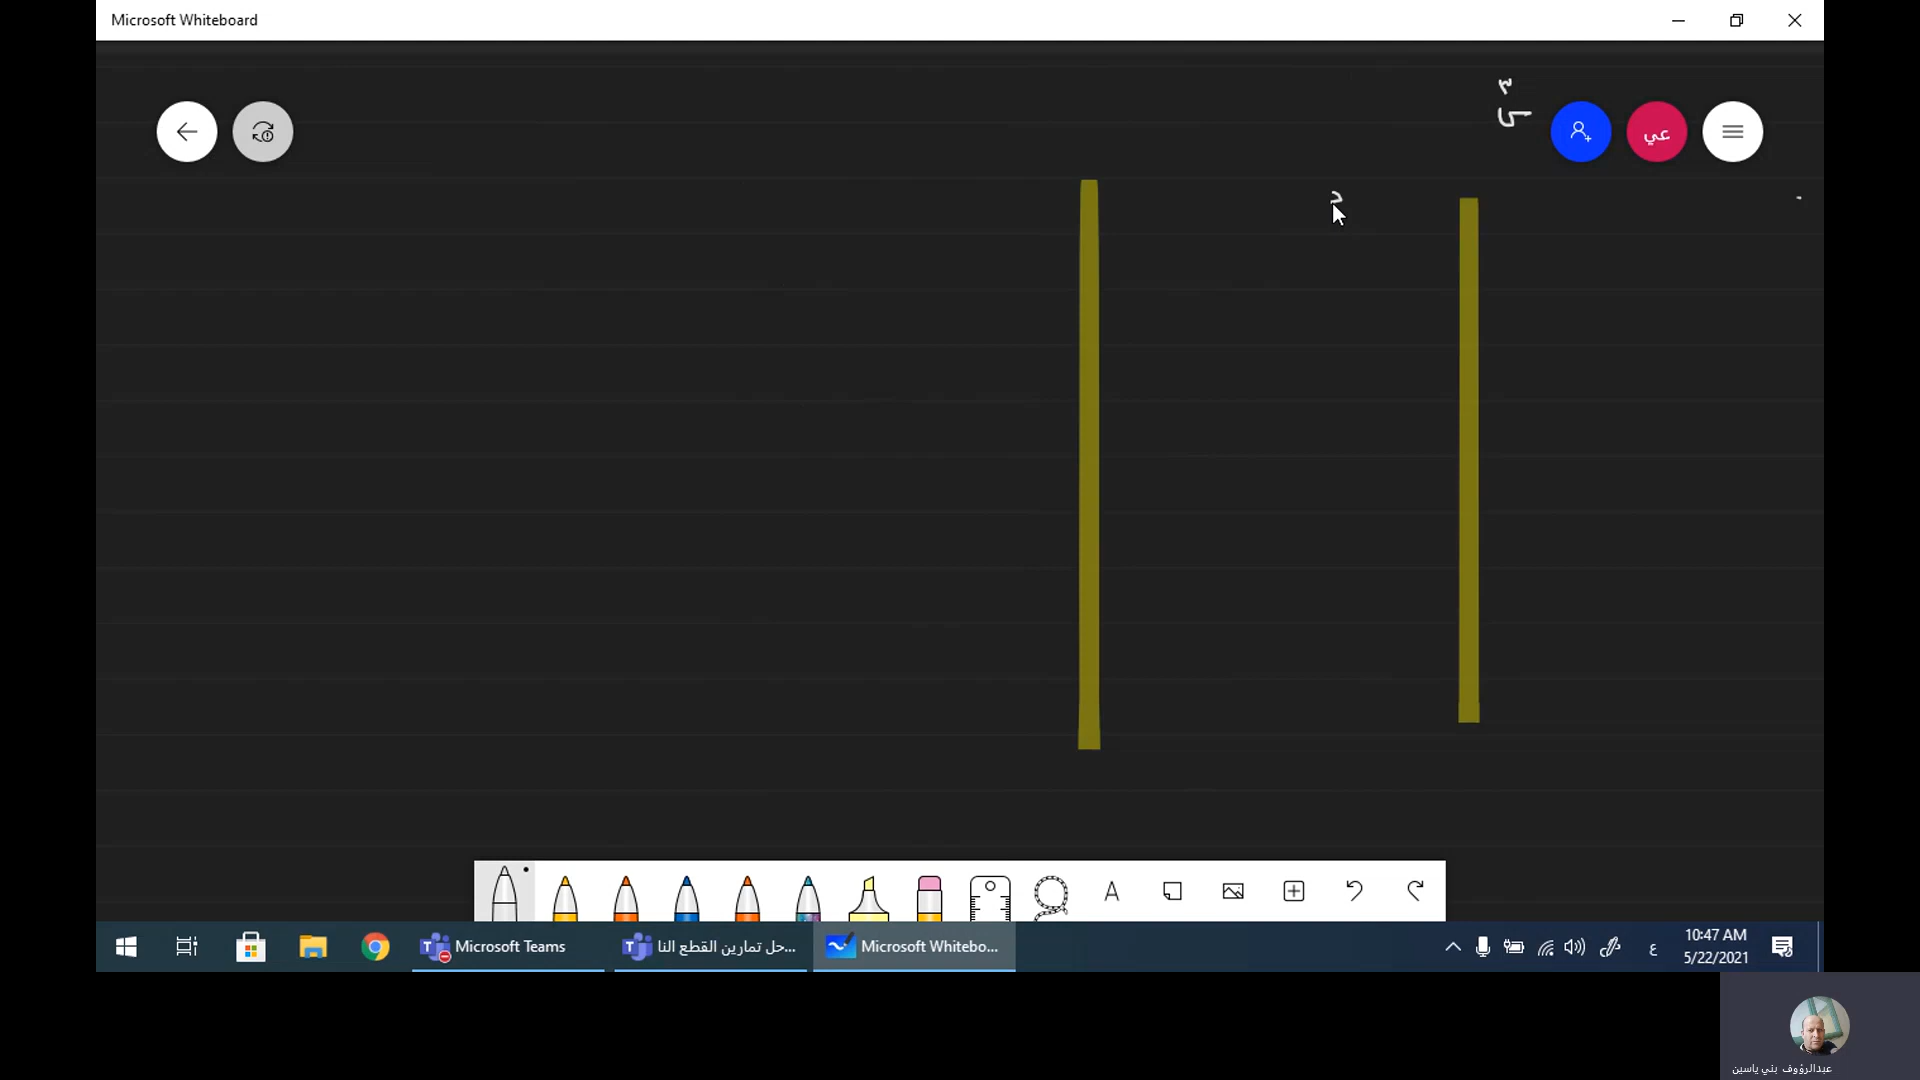 Microsoft Whiteboard
٣
س
عي
A
Microsoft Teams
حل تمارين القطع النا...
Microsoft Whitebo...
ع
10:47 AM
5/22/2021
عبدالرؤوف بني ياسين